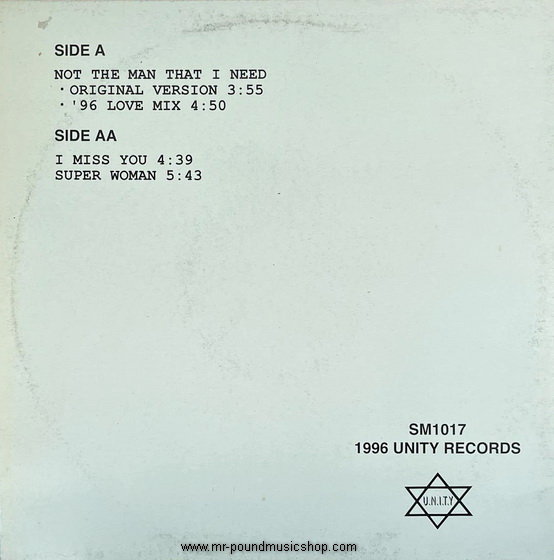 SIDE A
NOT THE MAN THAT I NEED
· ORIGINAL VERSION 3:55
· '96 LOVE MIX 4:50
SIDE AA
I MISS YOU 4:39
SUPER WOMAN 5:43
SM1017
1996 UNITY RECORDS
U.N.I.T.Y
www.mr-poundmusicshop.com